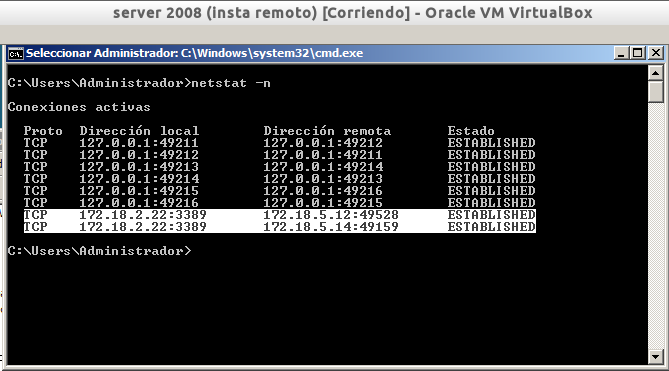 server 2008 (insta remoto) [Corriendo] - Oracle VM VirtualBox
Seleccionar Administrador: C:\Windows\system32\cmd.exe
C:\Users\Administrador>netstat -n
Conexiones activas
Proto Dirección local Dirección remota Estado
TCP 127.0.0.1:49211 127.0.0.1:49212 ESTABLISHED
TCP 127.0.0.1:49212 127.0.0.1:49211 ESTABLISHED
TCP 127.0.0.1:49213 127.0.0.1:49214 ESTABLISHED
TCP 127.0.0.1:49214 127.0.0.1:49213 ESTABLISHED
TCP 127.0.0.1:49215 127.0.0.1:49216 ESTABLISHED
TCP 127.0.0.1:49216 127.0.0.1:49215 ESTABLISHED
TCP 172.18.2.22:3389 172.18.5.12:49528 ESTABLISHED
TCP 172.18.2.22:3389 172.18.5.14:49159 ESTABLISHED
C:\Users\Administrador>